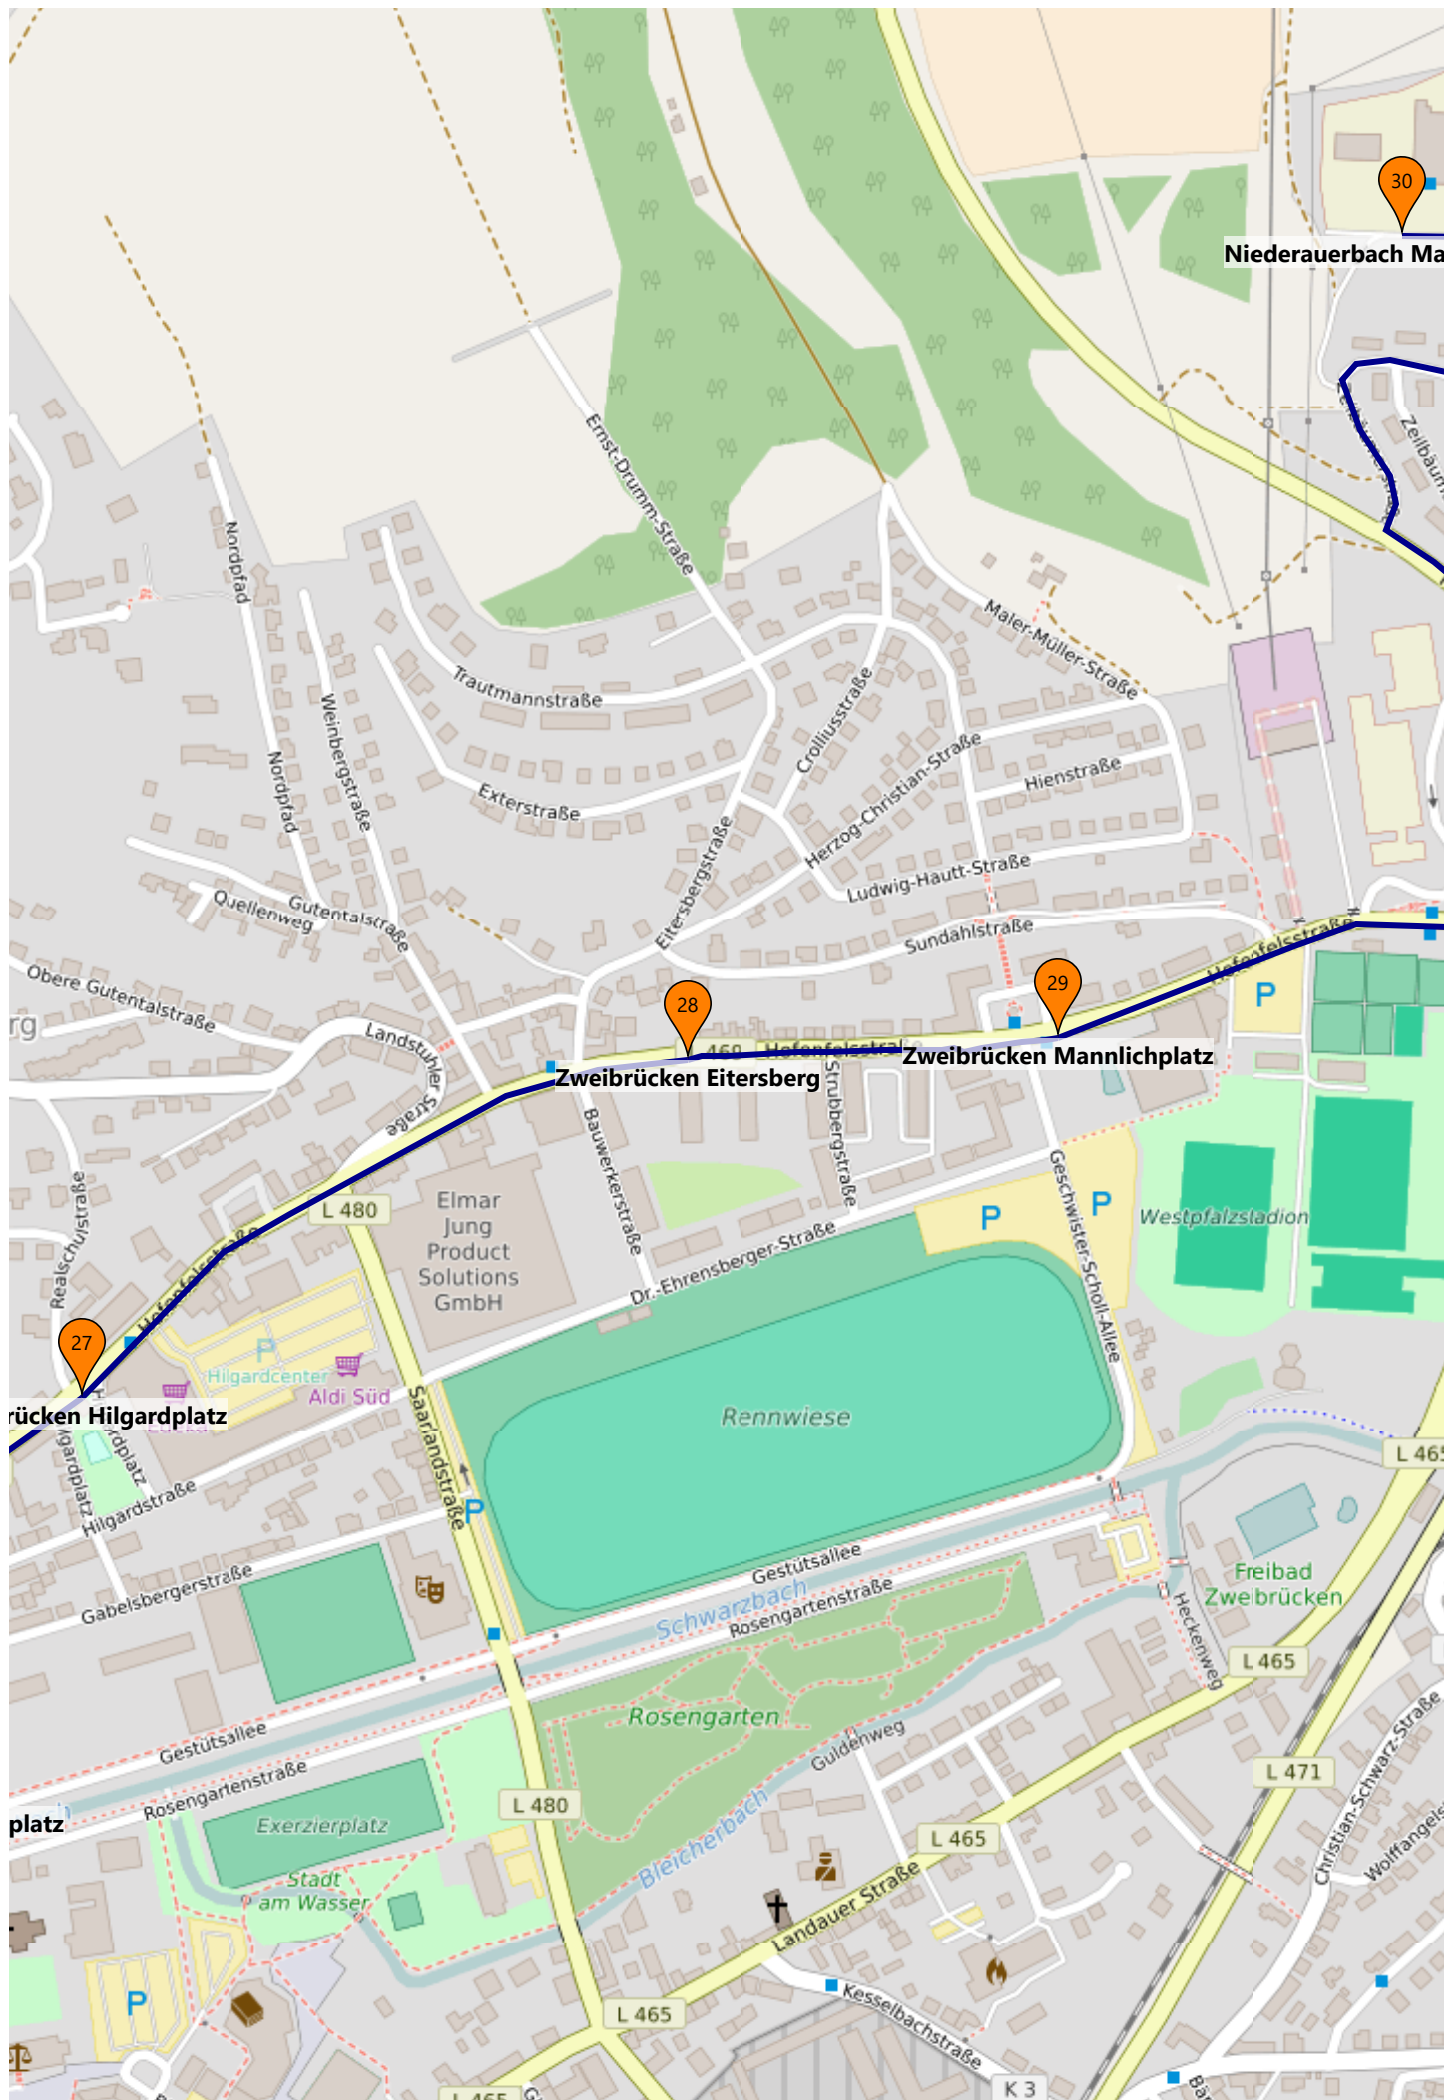 30
Niederauerbach Ma
Zeilbäumerstraße
Zeilbäum
Ernst-Drumm-Straße
Nordpfad
Maler-Müller-Straße
Trautmannstraße
Weinbergstraße
Crolliusstraße
Herzog-Christian-Straße
Hienstraße
Nordpfad
Exterstraße
Eitersbergstraße
Ludwig-Hautt-Straße
Quellenweg
Gutentalstraße
Sundahlstraße
Hofenfelsstraße
Obere Gutentalstraße
rg
P
29
28
Landstuhler Straße
Hofenfelsstraße
Zweibrücken Mannlichplatz
Zweibrücken Eitersberg
Strubbergstraße
Bauwerkerstraße
Geschwister-Scholl-Allee
Realschulstraße
L 480
Elmar
Jung
Product
Solutions
GmbH
P
P
Westpfalzstadion
Hofenfelsstraße
Dr.-Ehrensberger-Straße
27
P
Hilgardcenter
Aldi Süd
rücken Hilgardplatz
Rennwiese
Saarlandstraße
Hilgardplatz
Hilgardstraße
L 465
P
Gestütsallee
Freibad
Zweibrücken
Gabelsbergerstraße
Schwarzbach
Rosengartenstraße
Heckenweg
L 465
Rosengarten
Gestütsallee
Guldenweg
Christian-Schwarz-Straße
L 471
Rosengartenstraße
L 480
platz
Exerzierplatz
Bleicherbach
L 465
Wolffangels
Stadt
am Wasser
Landauer Straße
P
L 465
Kesselbachstraße
K 3
L 465